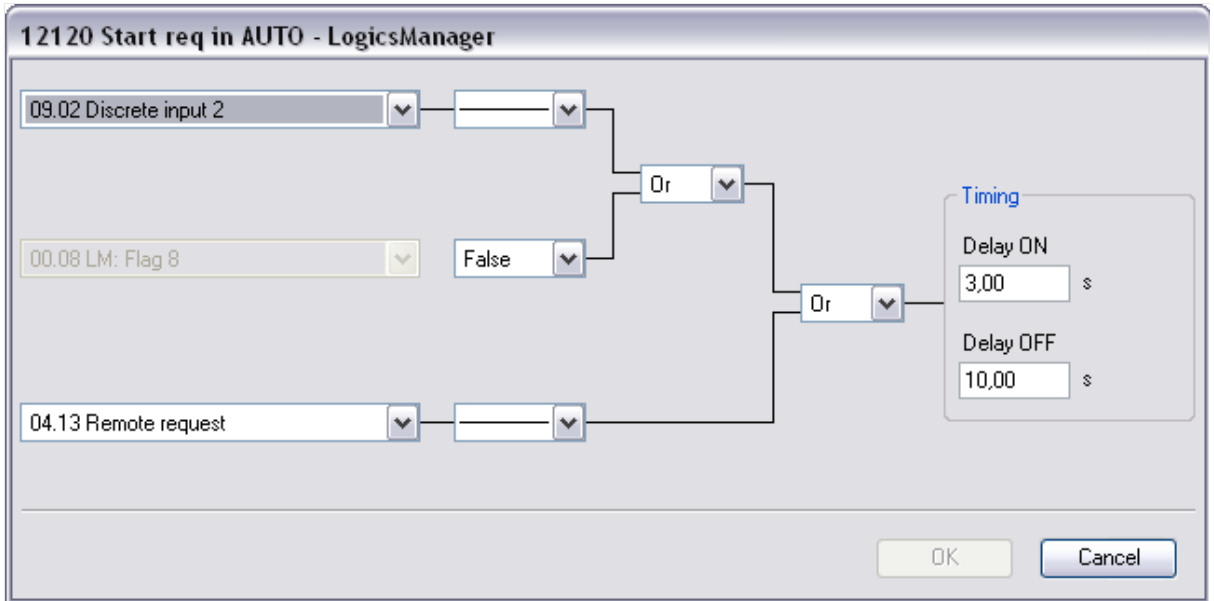 12120 Start req in AUTO - LogicsManager
09.02 Discrete input 2
Or
Timing
00.08 LM: Flag 8
False
Delay ON
3,00 s
Or
Delay OFF
10,00 s
04.13 Remote request
OK
Cancel